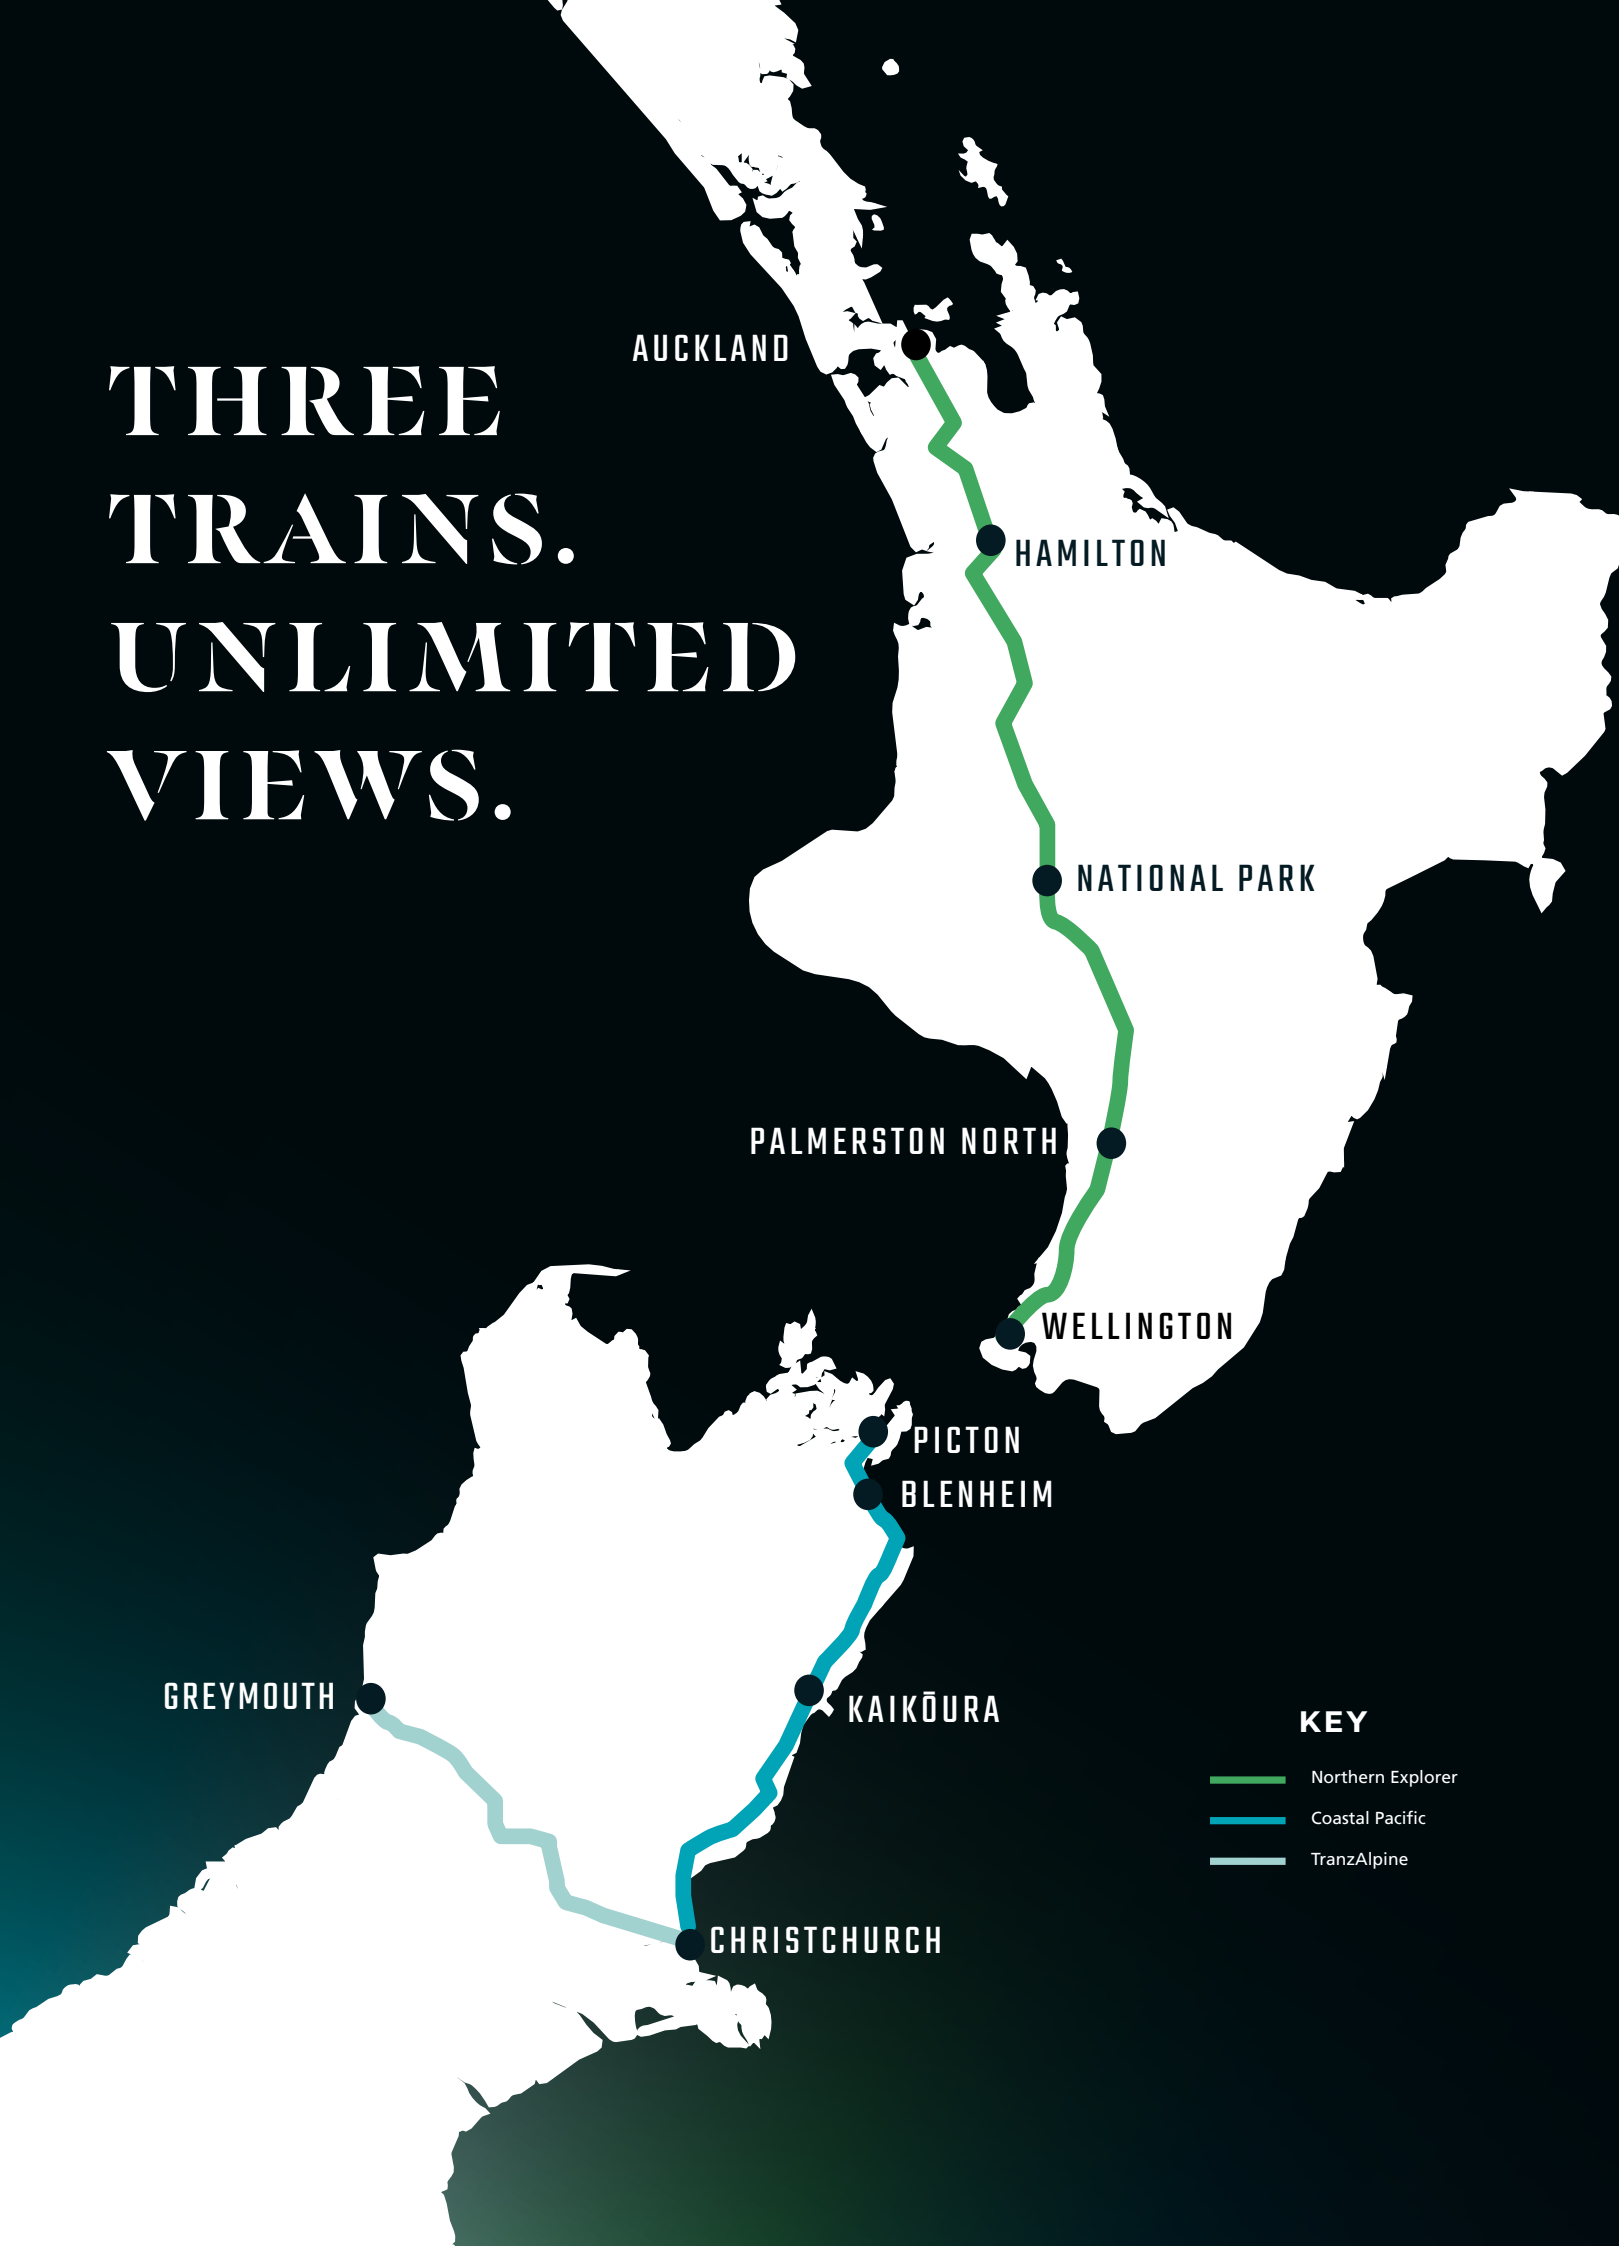 THREE
TRAINS.
UNLIMITED
VIEWS.
AUCKLAND
HAMILTON
NATIONAL PARK
PALMERSTON NORTH
WELLINGTON
PICTON
BLENHEIM
GREYMOUTH
KAIKŌURA
CHRISTCHURCH
KEY
Northern Explorer
Coastal Pacific
TranzAlpine